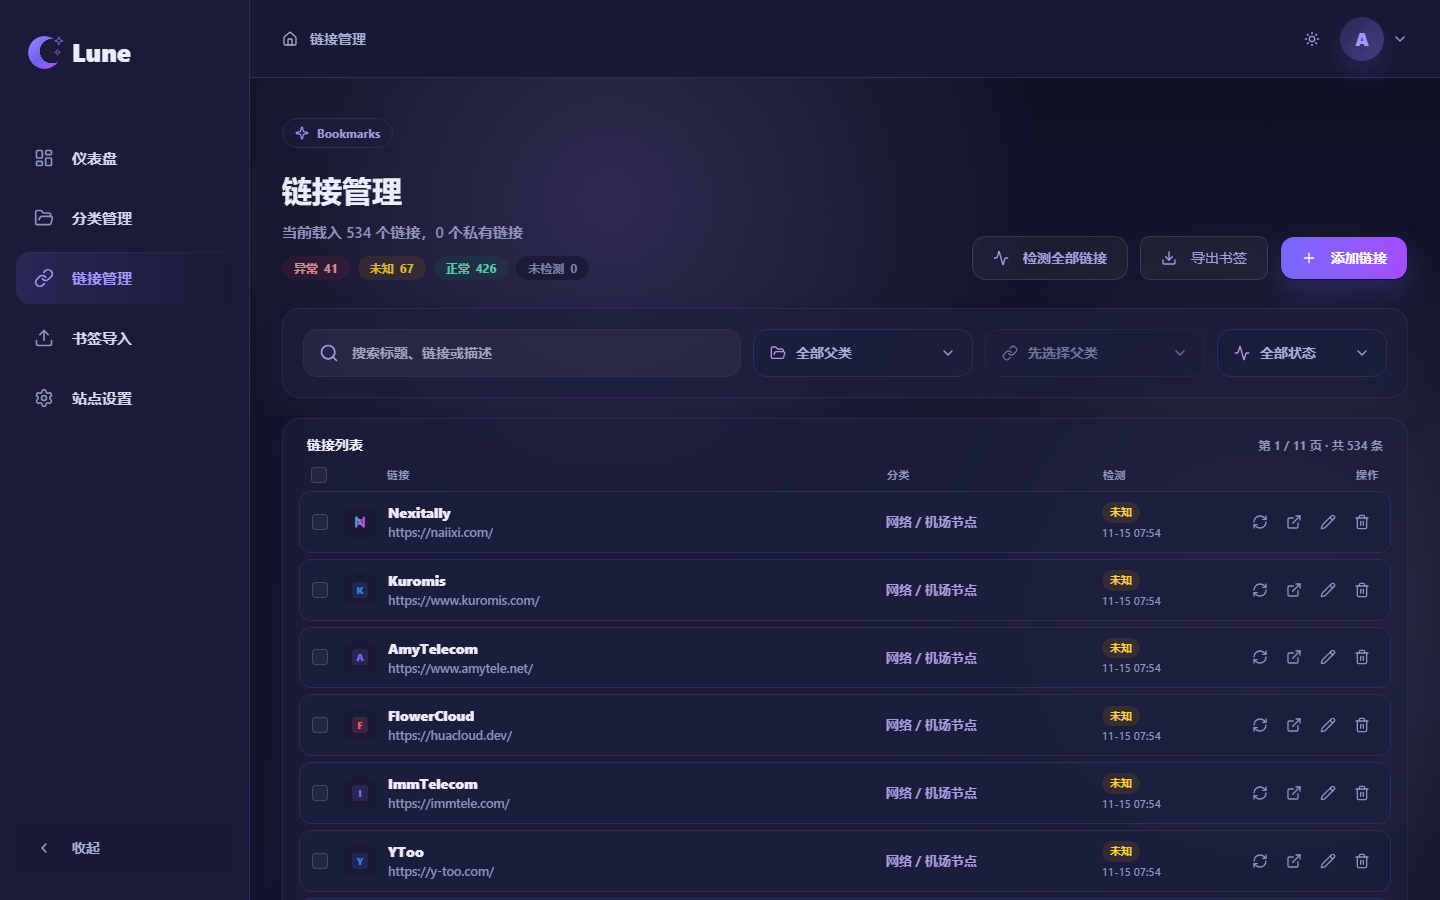 Lune
链接管理
A
仪表盘
分类管理
链接管理
书签导入
站点设置
收起
Bookmarks
链接管理
当前载入 534 个链接，0 个私有链接
异常 41
未知 67
正常 426
未检测 0
检测全部链接
导出书签
添加链接
搜索标题、链接或描述
全部父类
先选择父类
全部状态
链接列表
第 1 / 11 页 · 共 534 条
链接 分类 检测 操作
N
Nexitally
https://naiixi.com/
网络 / 机场节点
未知
11-15 07:54
K
Kuromis
https://www.kuromis.com/
网络 / 机场节点
未知
11-15 07:54
A
AmyTelecom
https://www.amytele.net/
网络 / 机场节点
未知
11-15 07:54
F
FlowerCloud
https://huacloud.dev/
网络 / 机场节点
未知
11-15 07:54
I
ImmTelecom
https://immtele.com/
网络 / 机场节点
未知
11-15 07:54
Y
YToo
https://y-too.com/
网络 / 机场节点
未知
11-15 07:54